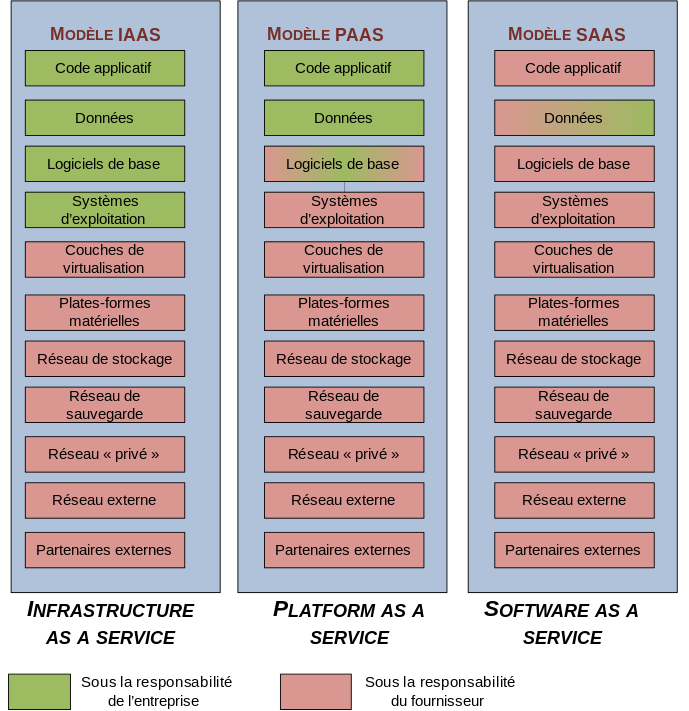 MODÈLE IAAS
Code applicatif
Données
Logiciels de base
Systèmes
d'exploitation
Couches de
virtualisation
Plates-formes
matérielles
Réseau de stockage
Réseau de
sauvegarde
Réseau « privé »
Réseau externe
Partenaires externes
INFRASTRUCTURE
AS A SERVICE
MODÈLE PAAS
Code applicatif
Données
Logiciels de base
Systèmes
d'exploitation
Couches de
virtualisation
Plates-formes
matérielles
Réseau de stockage
Réseau de
sauvegarde
Réseau « privé »
Réseau externe
Partenaires externes
PLATFORM AS A
SERVICE
MODÈLE SAAS
Code applicatif
Données
Logiciels de base
Systèmes
d'exploitation
Couches de
virtualisation
Plates-formes
matérielles
Réseau de stockage
Réseau de
sauvegarde
Réseau « privé »
Réseau externe
Partenaires externes
SOFTWARE AS A
SERVICE
Sous la responsabilité
de l'entreprise
Sous la responsabilité
du fournisseur